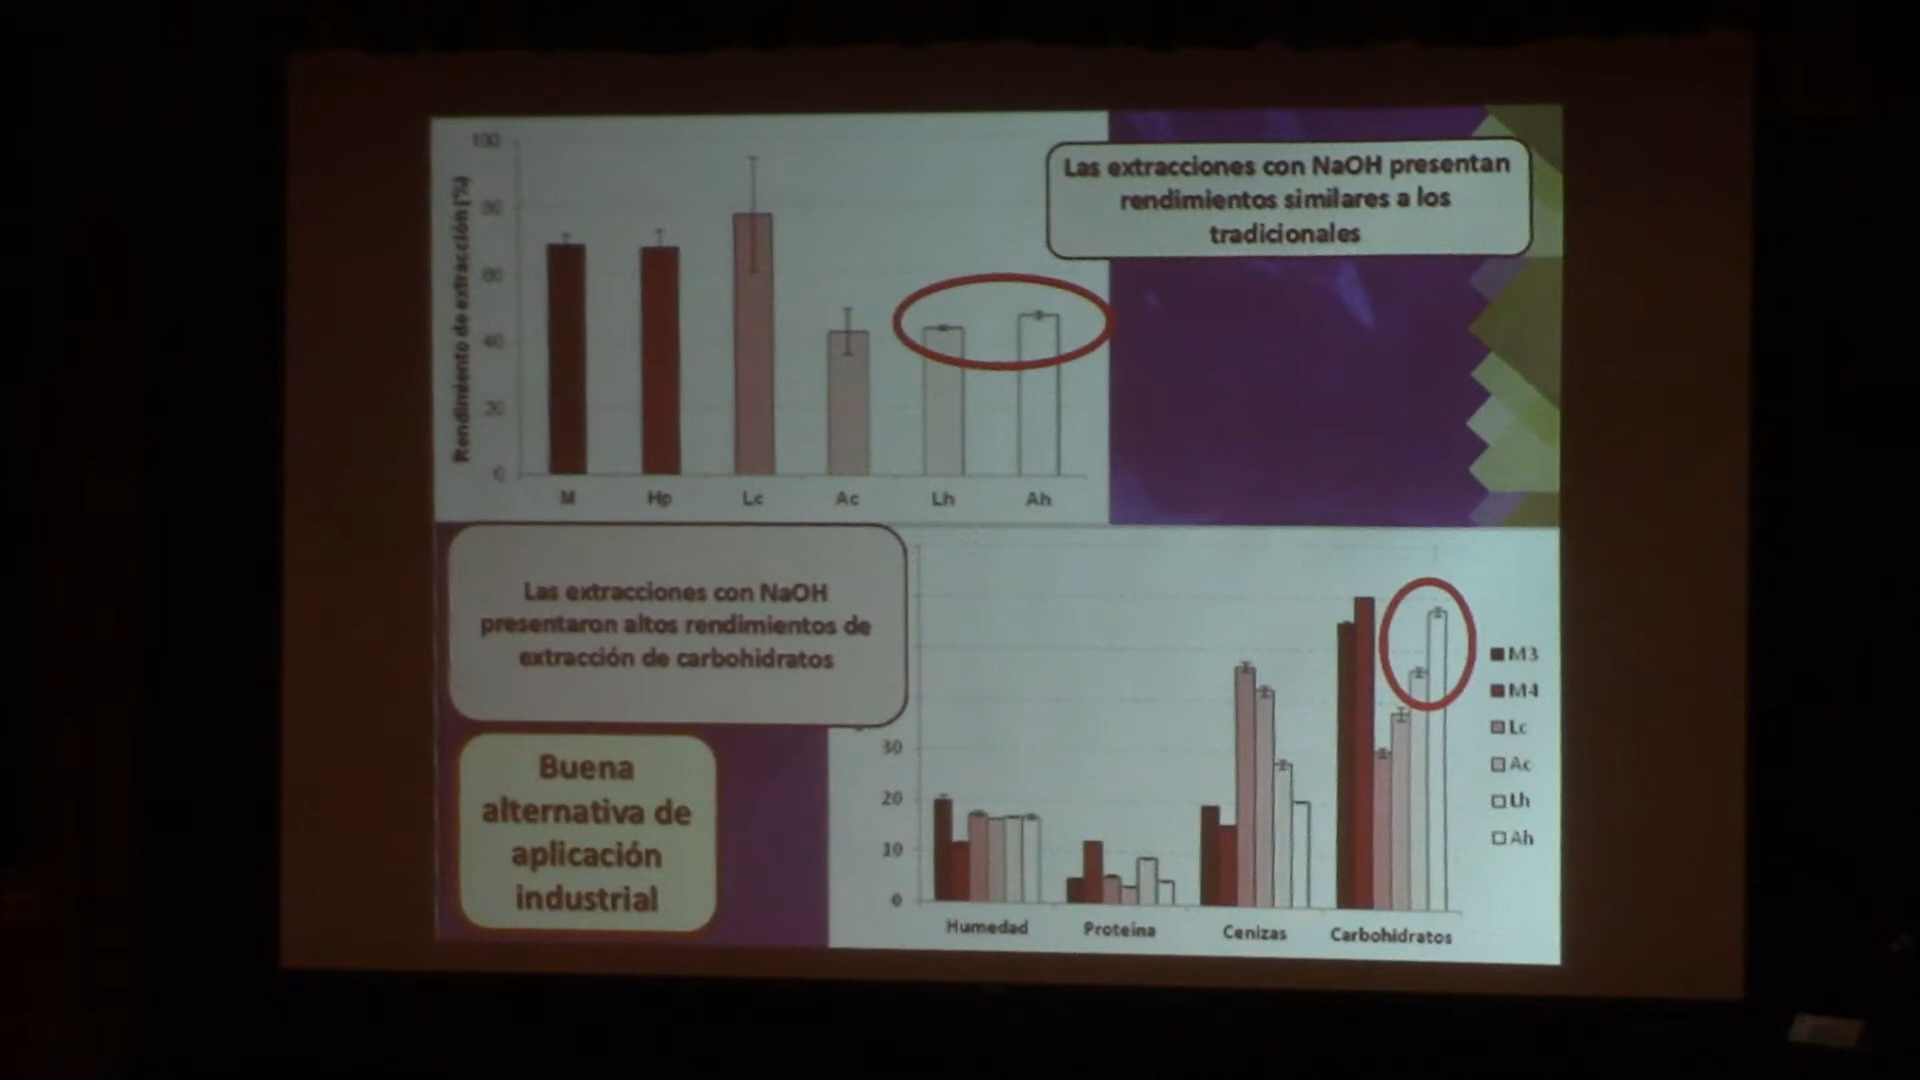 Las extracciones con NaOH presentan
rendimientos similares a los
tradicionales
Rendimiento de extracción (%)
100
80
60
40
20
0
M Hp Lc Ac Lh Ah
Las extracciones con NaOH
presentaron altos rendimientos de
extracción de carbohidratos
Buena
alternativa de
aplicación
industrial
30
20
10
0
Humedad Proteína Cenizas Carbohidratos
M3
M4
Lc
Ac
Lh
Ah